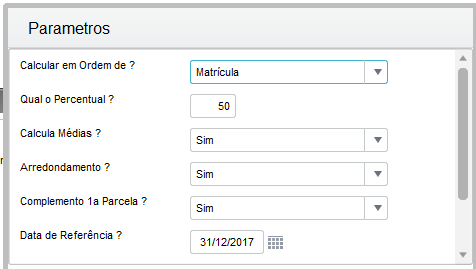 Parametros
Calcular em Ordem de ? Matrícula
Qual o Percentual ? 50
Calcula Médias ? Sim
Arredondamento ? Sim
Complemento 1a Parcela ? Sim
Data de Referência ? 31/12/2017